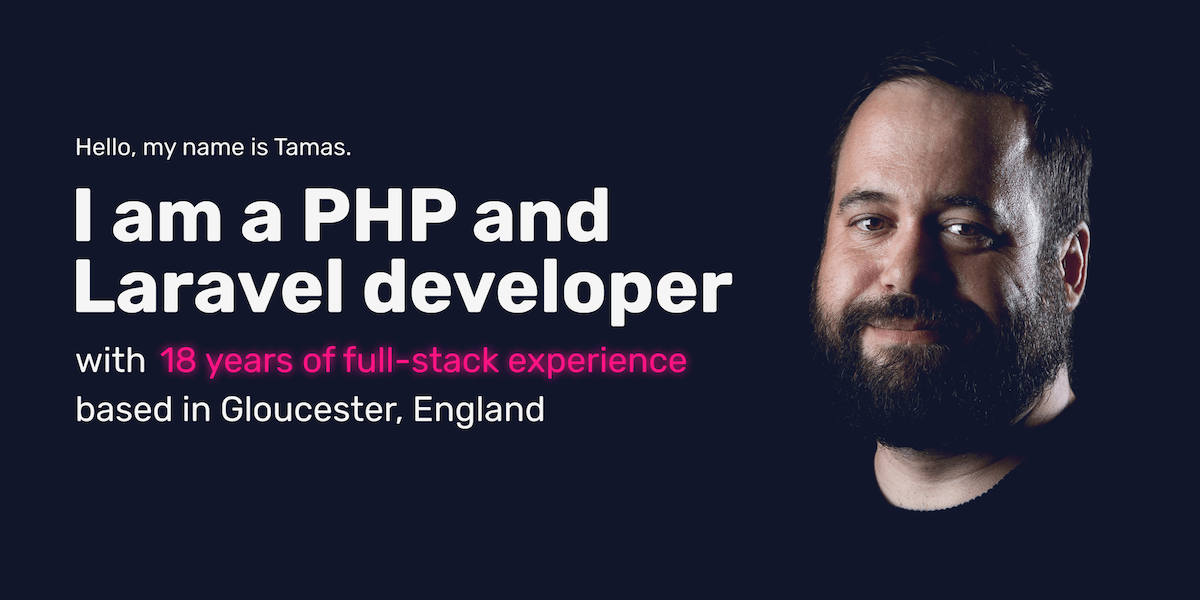 Hello, my name is Tamas.
I am a PHP and
Laravel developer
with 18 years of full-stack experience
based in Gloucester, England